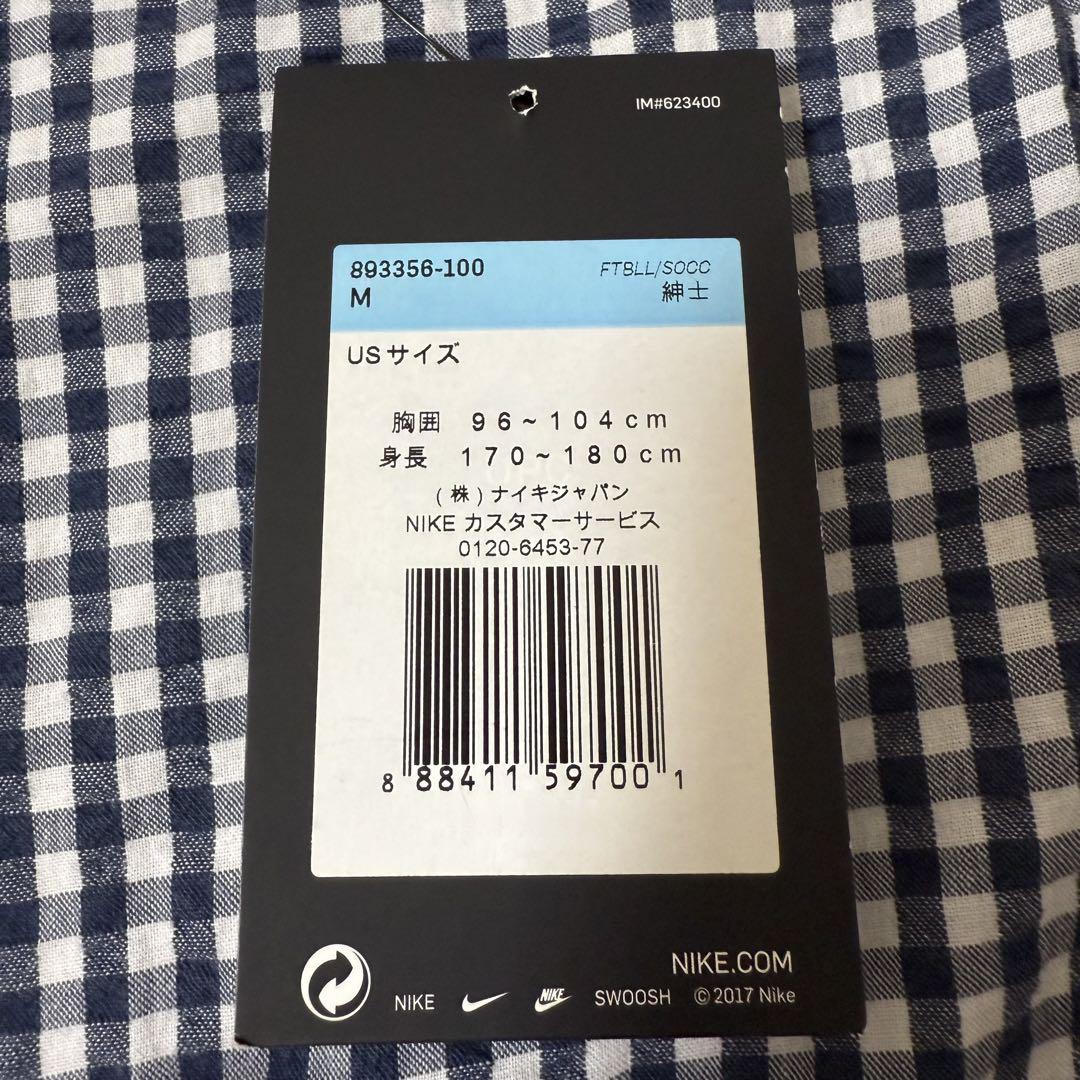 IM#623400
893356-100
FTBLL/SOCC
M
紳士
USサイズ
胸囲 96~104cm
身長 170~180cm
(株)ナイキジャパン
NIKE カスタマーサービス
0120-6453-77
8 88411 59700 1
NIKE.COM
NIKE NIKE SWOOSH © 2017 Nike